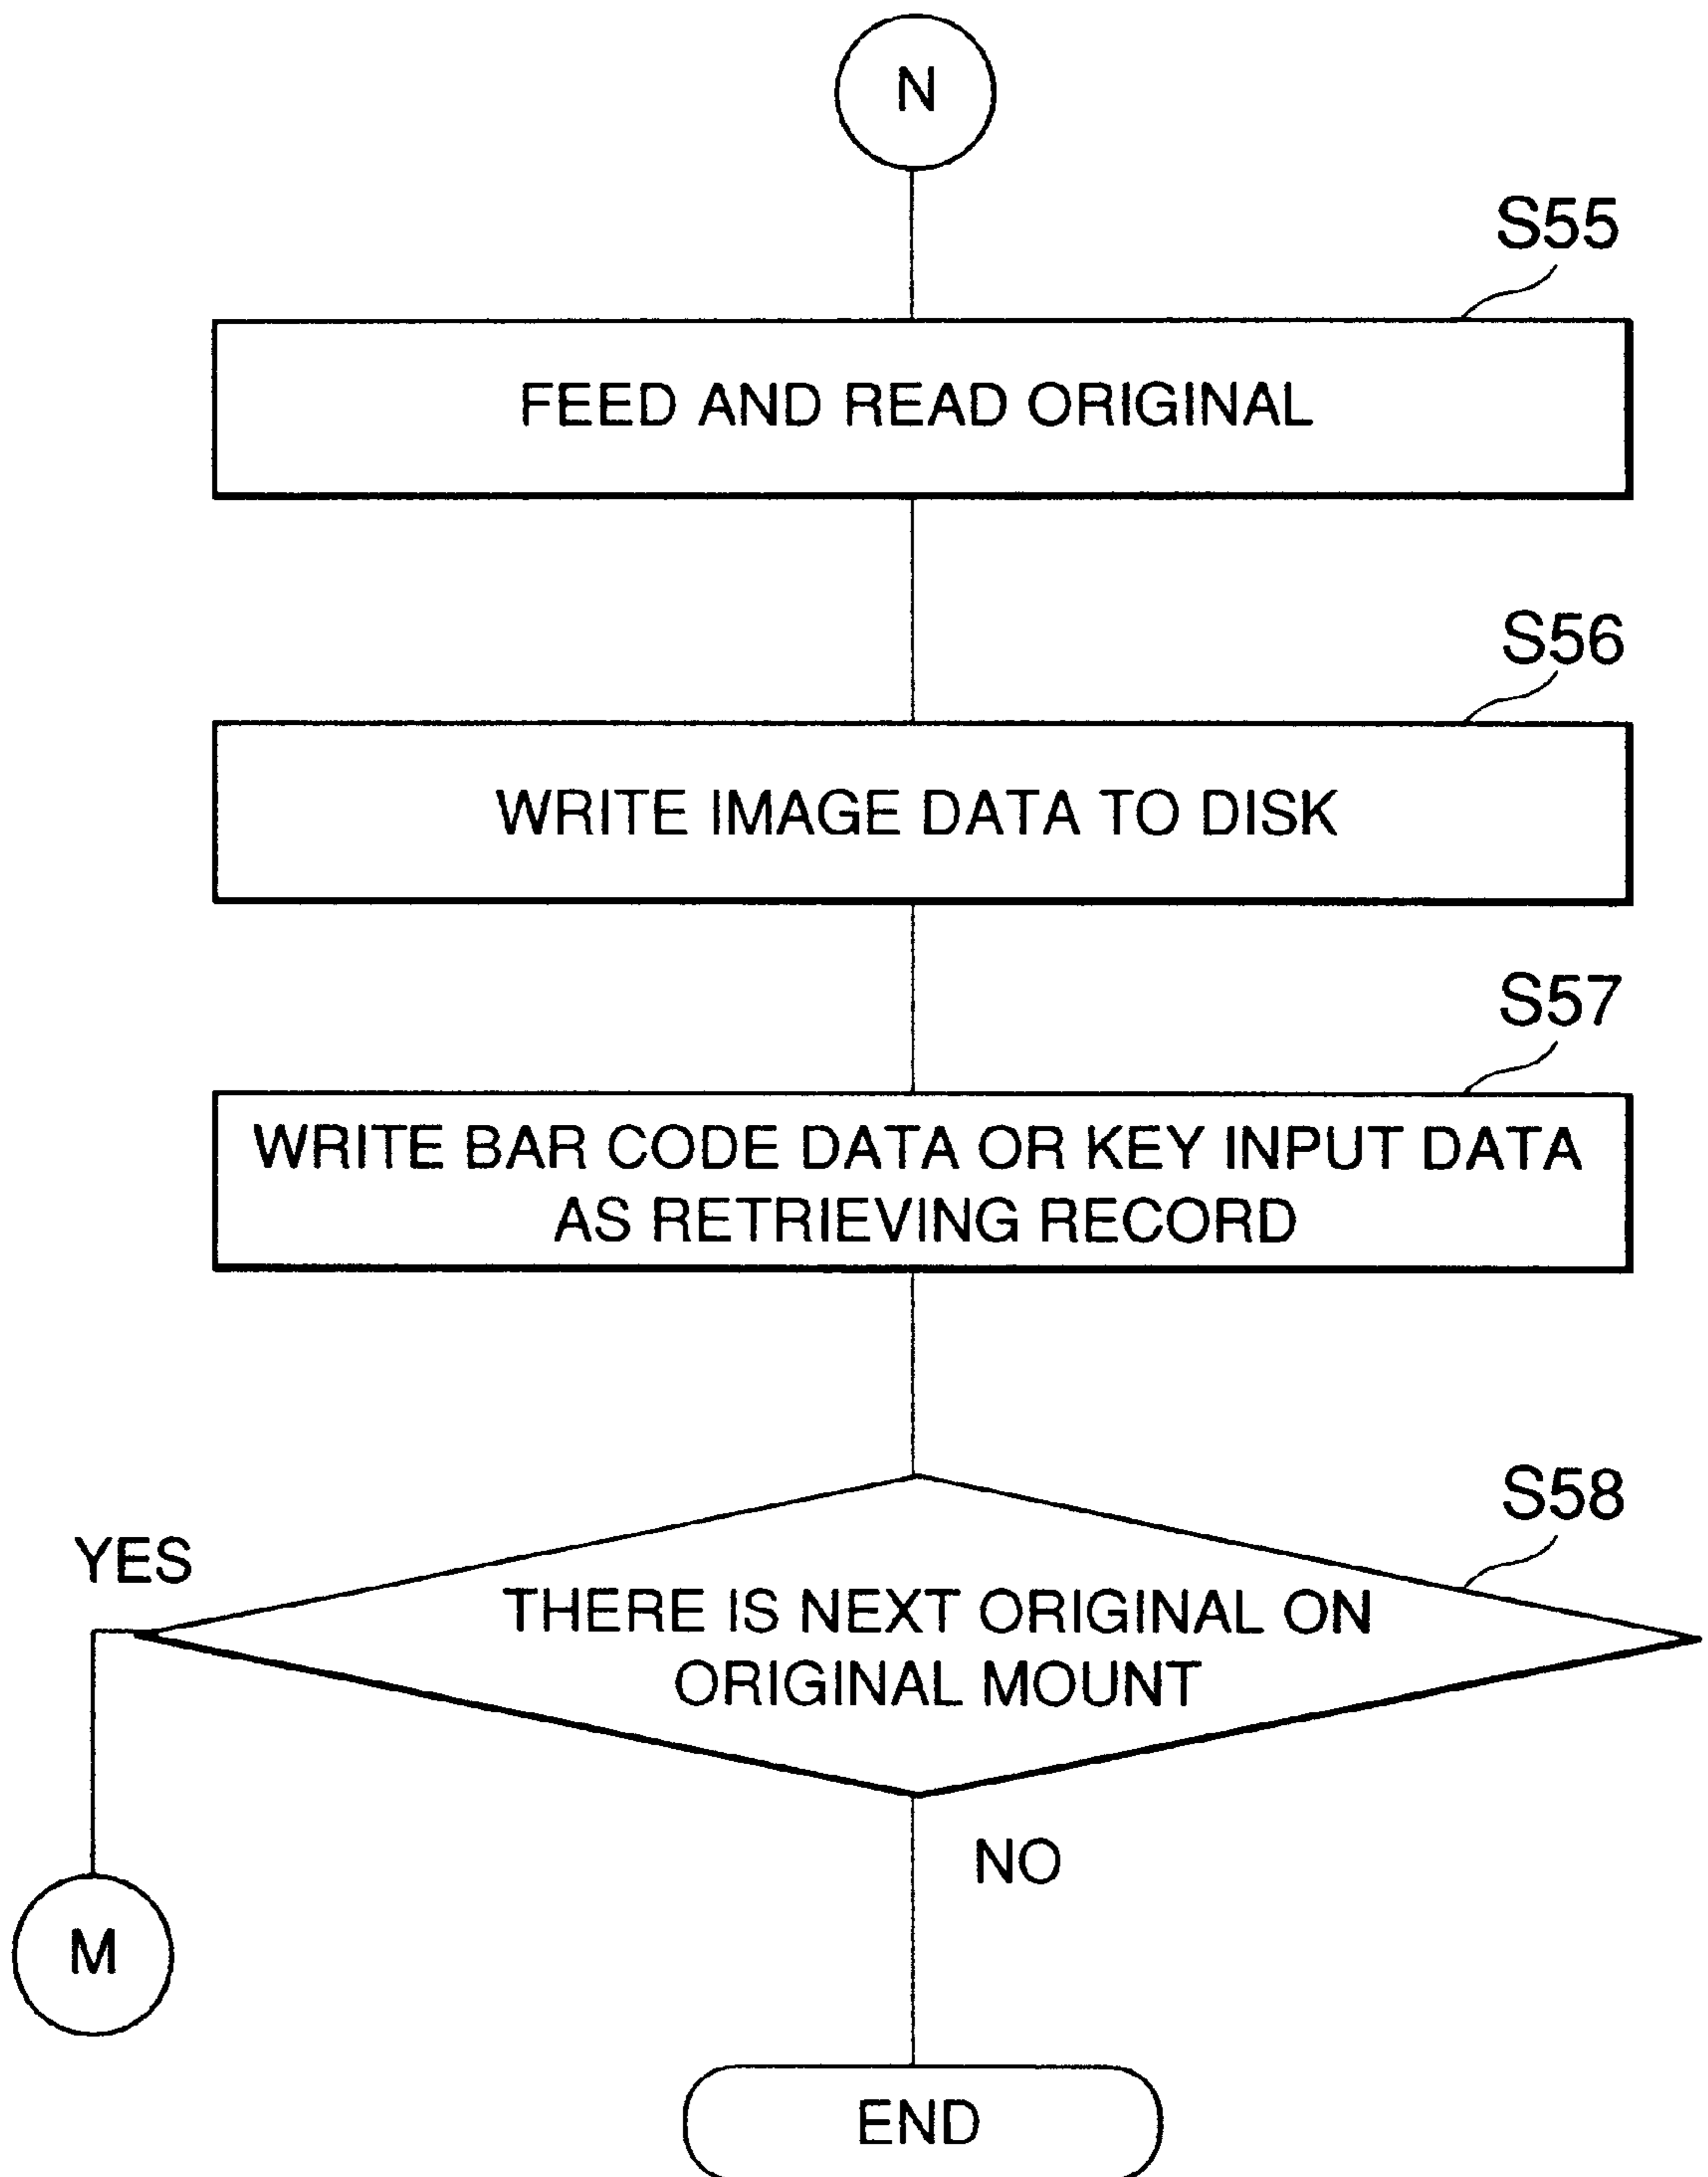 N
S55
FEED AND READ ORIGINAL
S56
WRITE IMAGE DATA TO DISK
S57
WRITE BAR CODE DATA OR KEY INPUT DATA
AS RETRIEVING RECORD
S58
YES
THERE IS NEXT ORIGINAL ON
ORIGINAL MOUNT
NO
M
END